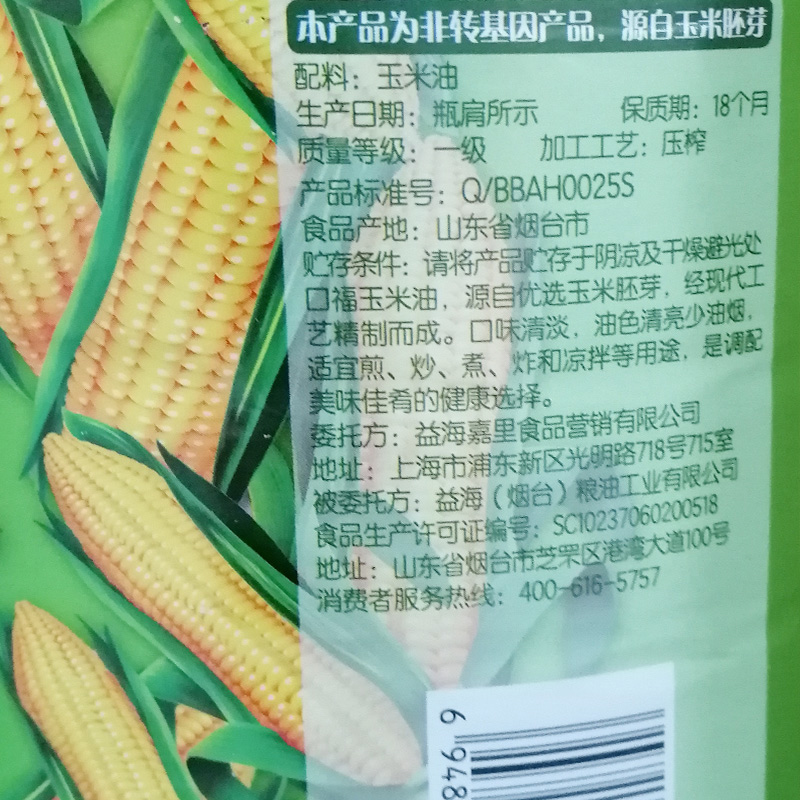 本产品为非转基因产品，源自玉米胚芽
配料：玉米油
生产日期：瓶肩所示 保质期：18个月
质量等级：一级 加工工艺：压榨
产品标准号：Q/BBAH0025S
食品产地：山东省烟台市
贮存条件：请将产品贮存于阴凉及干燥避光处
口福玉米油，源自优选玉米胚芽，经现代工
艺精制而成。口味清淡，油色清亮少油烟，
适宜煎、炒、煮、炸和凉拌等用途，是调配
美味佳肴的健康选择。
委托方：益海嘉里食品营销有限公司
地址：上海市浦东新区光明路718号715室
被委托方：益海（烟台）粮油工业有限公司
食品生产许可证编号：SC10237060200518
地址：山东省烟台市芝罘区港湾大道100号
消费者服务热线：400-616-5757
6 948